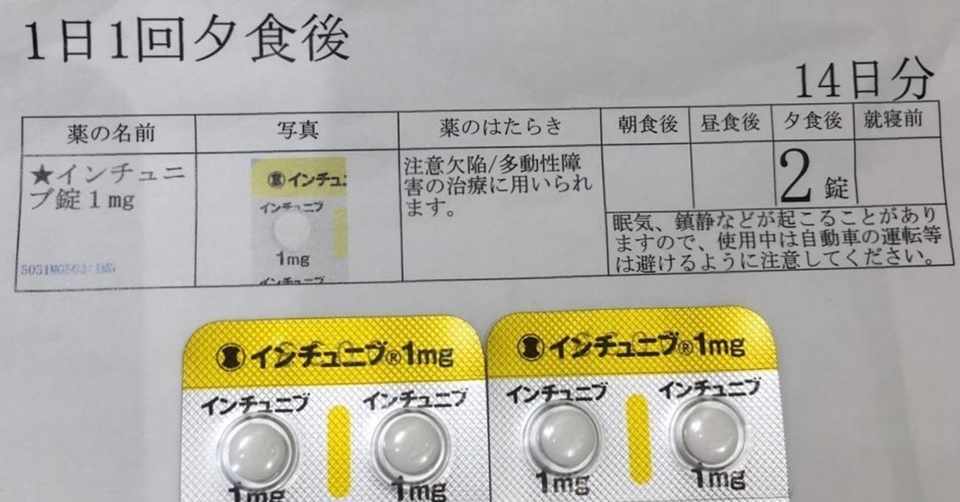 1日1回夕食後
14日分
薬の名前
写真
薬のはたらき
朝食後
昼食後
夕食後
就寝前
★インチュニ
ブ錠1mg
インチュ
インチュニブ
1mg
注意欠陥/多動性障
害の治療に用いられ
ます。
2錠
眠気、鎮静などが起こることがあり
ますので、使用中は自動車の運転等
は避けるように注意してください。
インチュニブ®1mg
インチュニブ®1mg
インチュニブ
インチュニブ
インチュニブ
インチュニブ
1mg
1mg
1mg
1mg